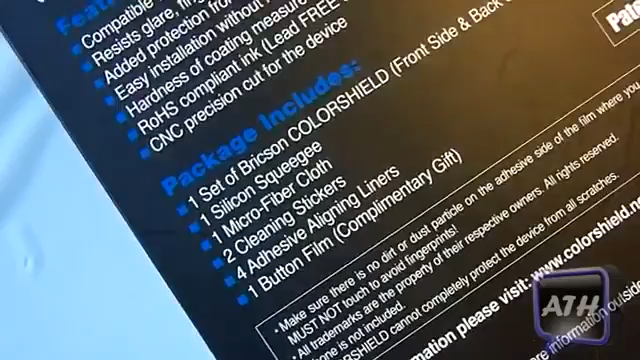 Compatible
Resists glare,
Added protection from
Easy installation without
Hardness of coating measure
RoHS compliant ink (Lead FREE
CNC precision cut for the device
Package Includes:
1 Set of Bricson COLORSHIELD (Front Side & Back
1 Silicon Squeegee
1 Micro-Fiber Cloth
2 Cleaning Stickers
4 Adhesive Aligning Liners
1 Button Film (Complimentary Gift)
* Make sure there is no dirt or dust particle on the adhesive side of the film where you
MUST NOT touch to avoid fingerprints!
* All trademarks are the property of their respective owners. All rights reserved.
is not included.
cannot completely protect the device from all scratches.
please visit: www.colorshield.ne
ATH